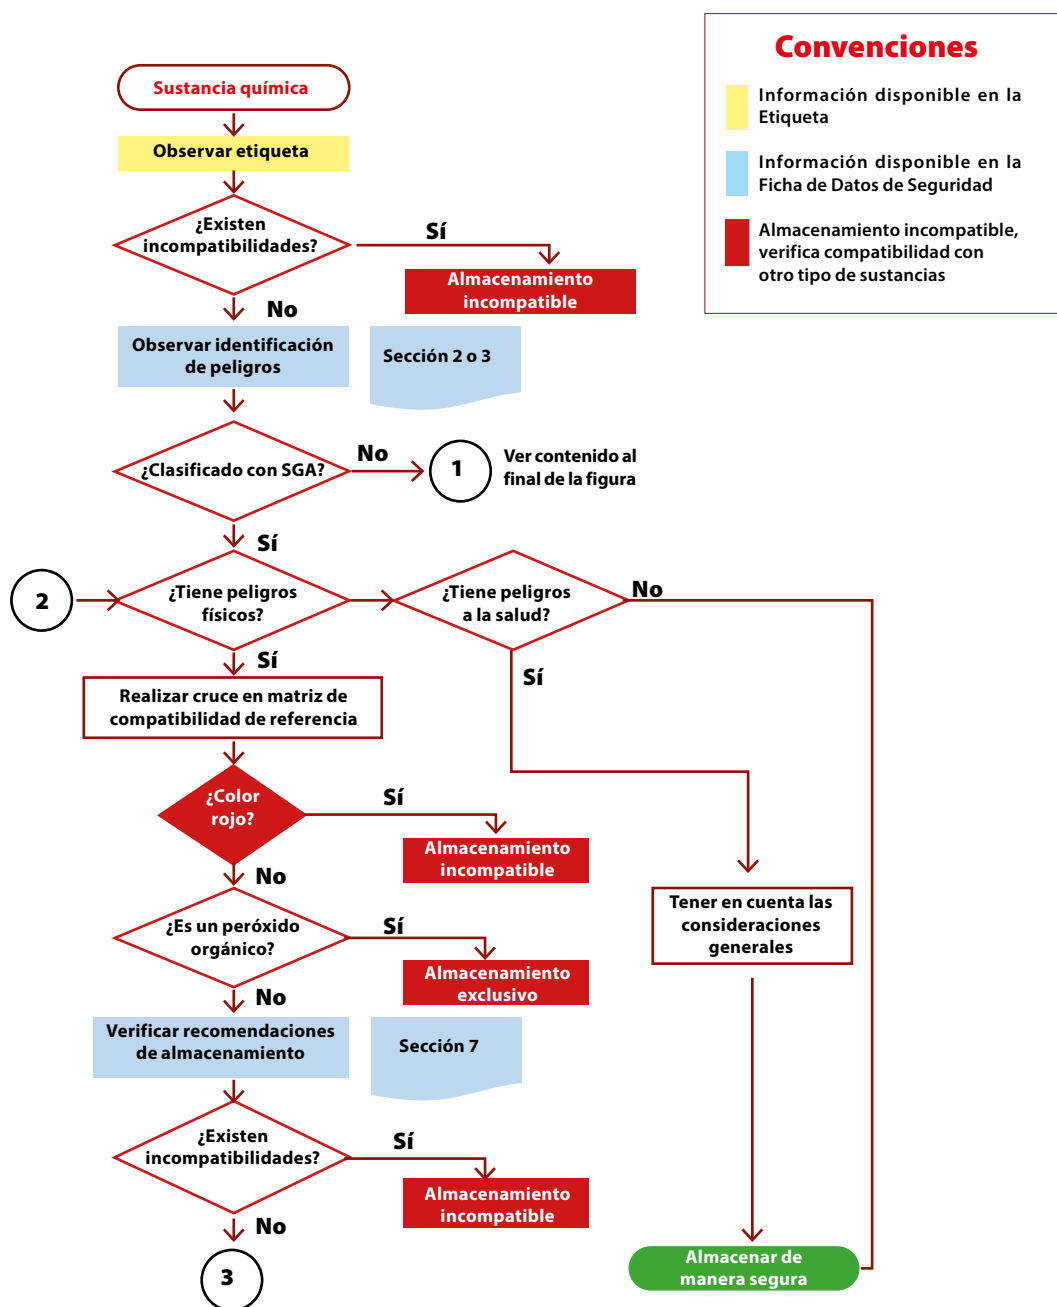 Convenciones
Información disponible en la
Etiqueta
Información disponible en la
Ficha de Datos de Seguridad
Almacenamiento incompatible,
verifica compatibilidad con
otro tipo de sustancias
Sustancia química
Observar etiqueta
¿Existen
incompatibilidades?
Sí
Almacenamiento
incompatible
No
Observar identificación
de peligros
Sección 2 o 3
¿Clasificado con SGA?
No
1
Ver contenido al
final de la figura
Sí
2
¿Tiene peligros
físicos?
¿Tiene peligros
a la salud?
No
Sí
Sí
Realizar cruce en matriz de
compatibilidad de referencia
¿Color
rojo?
Sí
Almacenamiento
incompatible
No
¿Es un peróxido
orgánico?
Sí
Almacenamiento
exclusivo
Tener en cuenta las
consideraciones
generales
No
Verificar recomendaciones
de almacenamiento
Sección 7
¿Existen
incompatibilidades?
Sí
Almacenamiento
incompatible
No
3
Almacenar de
manera segura